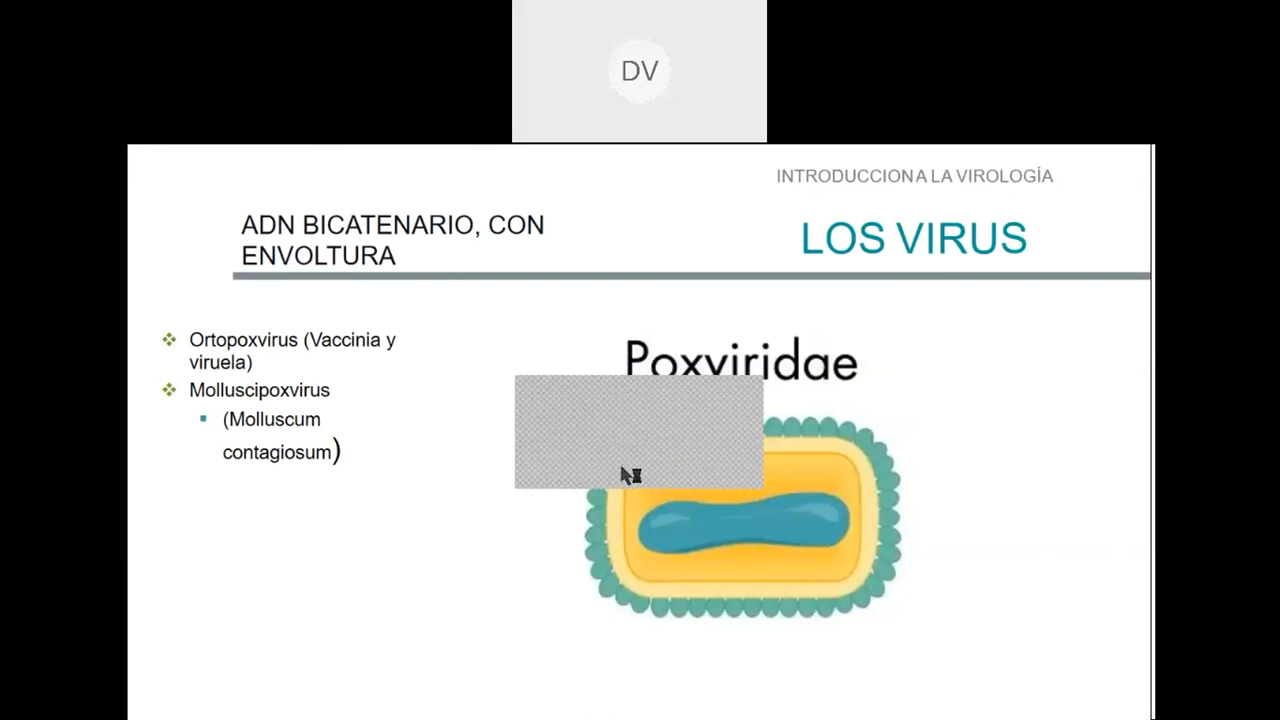 DV
INTRODUCCION A LA VIROLOGÍA
ADN BICATENARIO, CON
ENVOLTURA
LOS VIRUS
Ortopoxvirus (Vaccinia y
viruela)
Molluscipoxvirus
(Molluscum
contagiosum)
Poxviridae